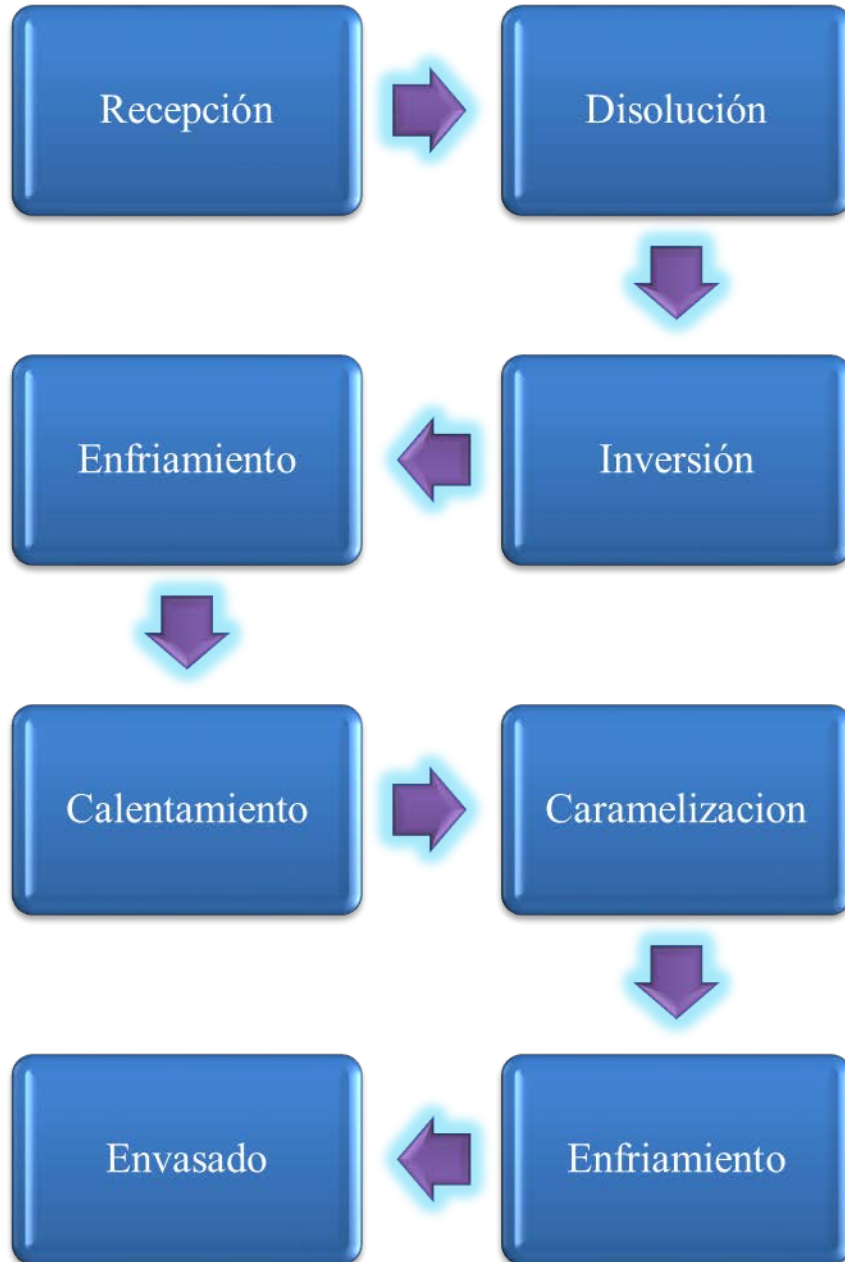 Recepción
Disolución
Inversión
Enfriamiento
Calentamiento
Caramelizacion
Enfriamiento
Envasado